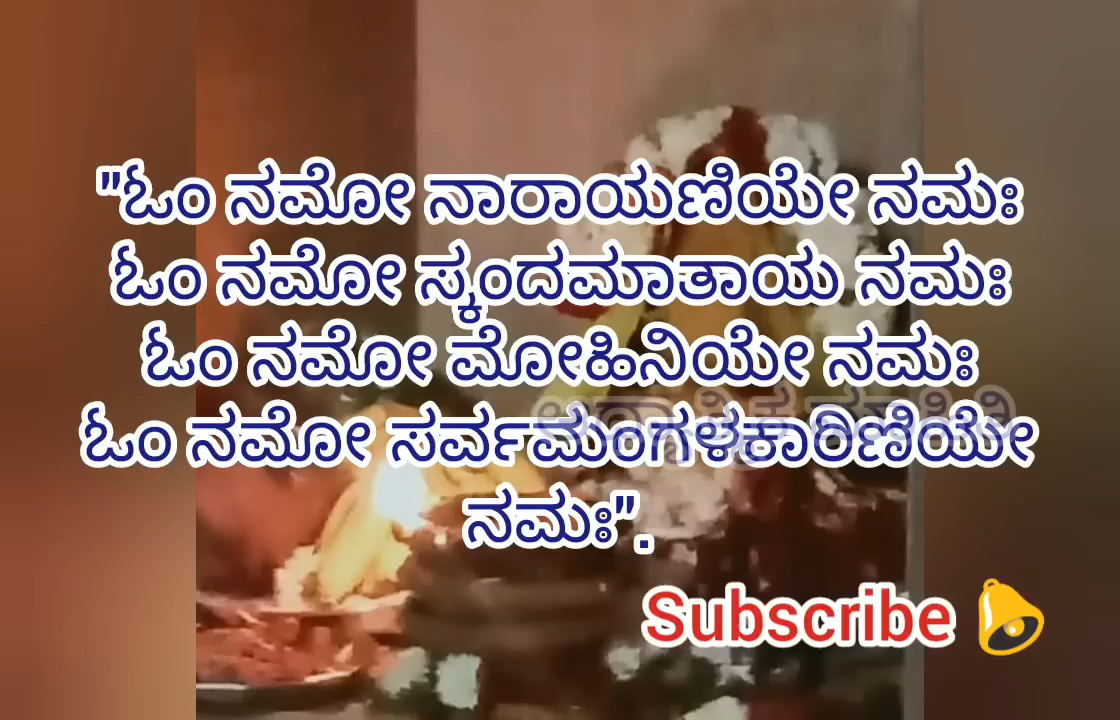 "ಓಂ ನಮೋ ನಾರಾಯಣಿಯೇ ನಮಃ
ಓಂ ನಮೋ ಸ್ಕಂದಮಾತಾಯ ನಮಃ
ಓಂ ನಮೋ ಮೋಹಿನಿಯೇ ನಮಃ
ಓಂ ನಮೋ ಸರ್ವಮಂಗಳಕಾರಿಣಿಯೇ
ನಮಃ".
Subscribe